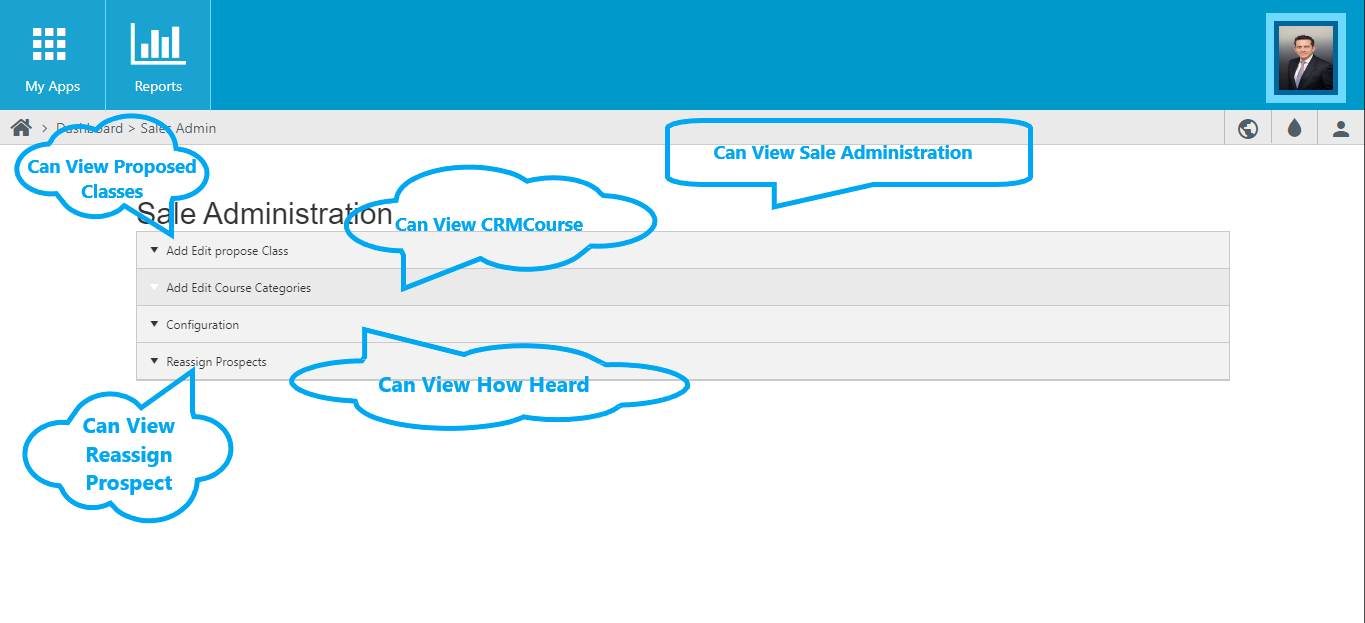 My Apps
Reports
Dashboard > Sales Admin
Can View Proposed
Classes
Can View Sale Administration
Sale Administration
Can View CRMCourse
Add Edit propose Class
Add Edit Course Categories
Configuration
Reassign Prospects
Can View How Heard
Can View
Reassign
Prospect